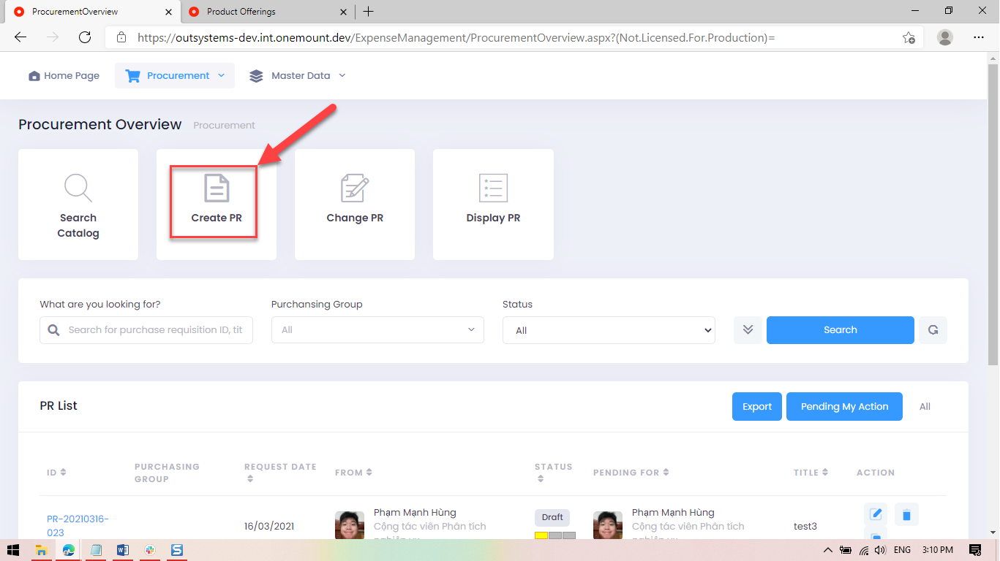 ProcurementOverview
Product Offerings
https://outsystems-dev.int.onemount.dev/ExpenseManagement/ProcurementOverview.aspx?(Not.Licensed.For.Production)=
Home Page
Procurement
Master Data
Procurement Overview
Procurement
Search
Catalog
Create PR
Change PR
Display PR
What are you looking for?
Purchansing Group
Status
Search for purchase requisition ID, tit
All
All
Search
PR List
Export
Pending My Action
All
ID
PURCHASING
GROUP
REQUEST DATE
FROM
STATUS
PENDING FOR
TITLE
ACTION
PR-20210316-
023
16/03/2021
Phạm Mạnh Hùng
Cộng tác viên Phân tích
Draft
Phạm Mạnh Hùng
Cộng tác viên Phân tích
test3
ENG
3:10 PM